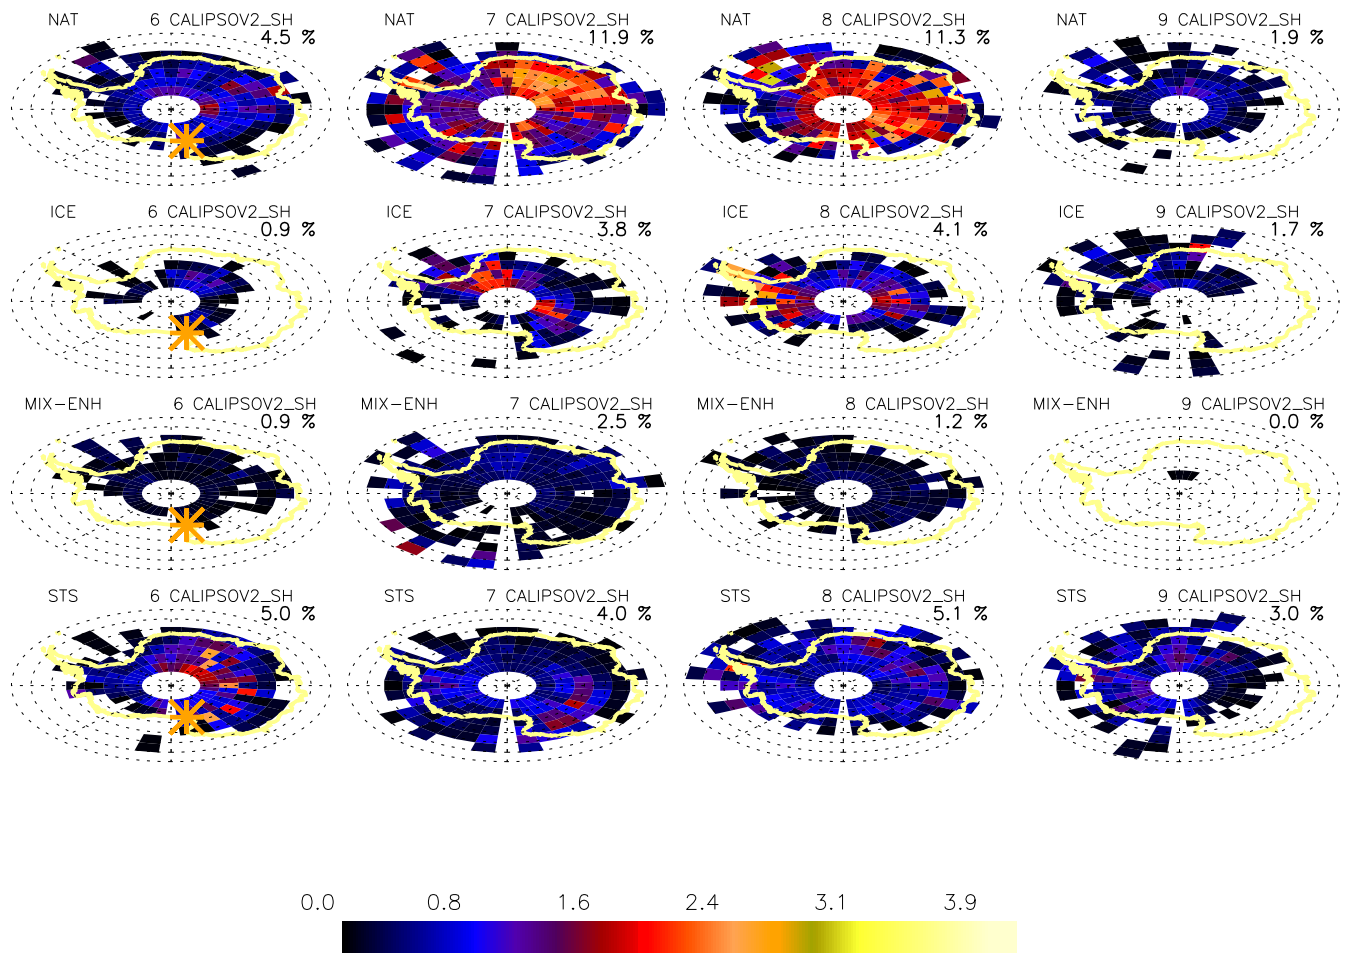 NAT 6 CALIPSOV2_SH NAT 7 CALIPSOV2_SH NAT 8 CALIPSOV2_SH NAT 9 CALIPSOV2_SH
4.5 % 11.9 % 11.3 % 1.9 %
ICE 6 CALIPSOV2_SH ICE 7 CALIPSOV2_SH ICE 8 CALIPSOV2_SH ICE 9 CALIPSOV2_SH
0.9 % 3.8 % 4.1 % 1.7 %
MIX-ENH 6 CALIPSOV2_SH MIX-ENH 7 CALIPSOV2_SH MIX-ENH 8 CALIPSOV2_SH MIX-ENH 9 CALIPSOV2_SH
0.9 % 2.5 % 1.2 % 0.0 %
STS 6 CALIPSOV2_SH STS 7 CALIPSOV2_SH STS 8 CALIPSOV2_SH STS 9 CALIPSOV2_SH
5.0 % 4.0 % 5.1 % 3.0 %
0.0 0.8 1.6 2.4 3.1 3.9